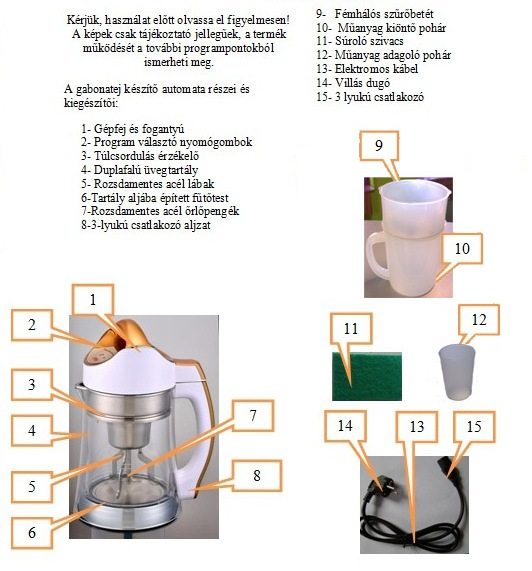 Kérjük, használat előtt olvassa el figyelmesen!
A képek csak tájékoztató jellegűek, a termék
működését a további programpontokból
ismerheti meg.
A gabonatej készítő automata részei és
kiegészítői:
1- Gépfej és fogantyú
2- Program választó nyomógombok
3- Túlcsordulás érzékelő
4- Duplafalú üvegtartály
5- Rozsdamentes acél lábak
6-Tartály aljába épített fűtőtest
7-Rozsdamentes acél őrlőpengék
8-3-lyukú csatlakozó aljzat
9- Fémhálós szűrőbetét
10- Műanyag kiöntő pohár
11- Súroló szivacs
12- Műanyag adagoló pohár
13- Elektromos kábel
14- Villás dugó
15- 3 lyukú csatlakozó
9
10
11
12
14
13
15
1
2
3
4
5
6
7
8